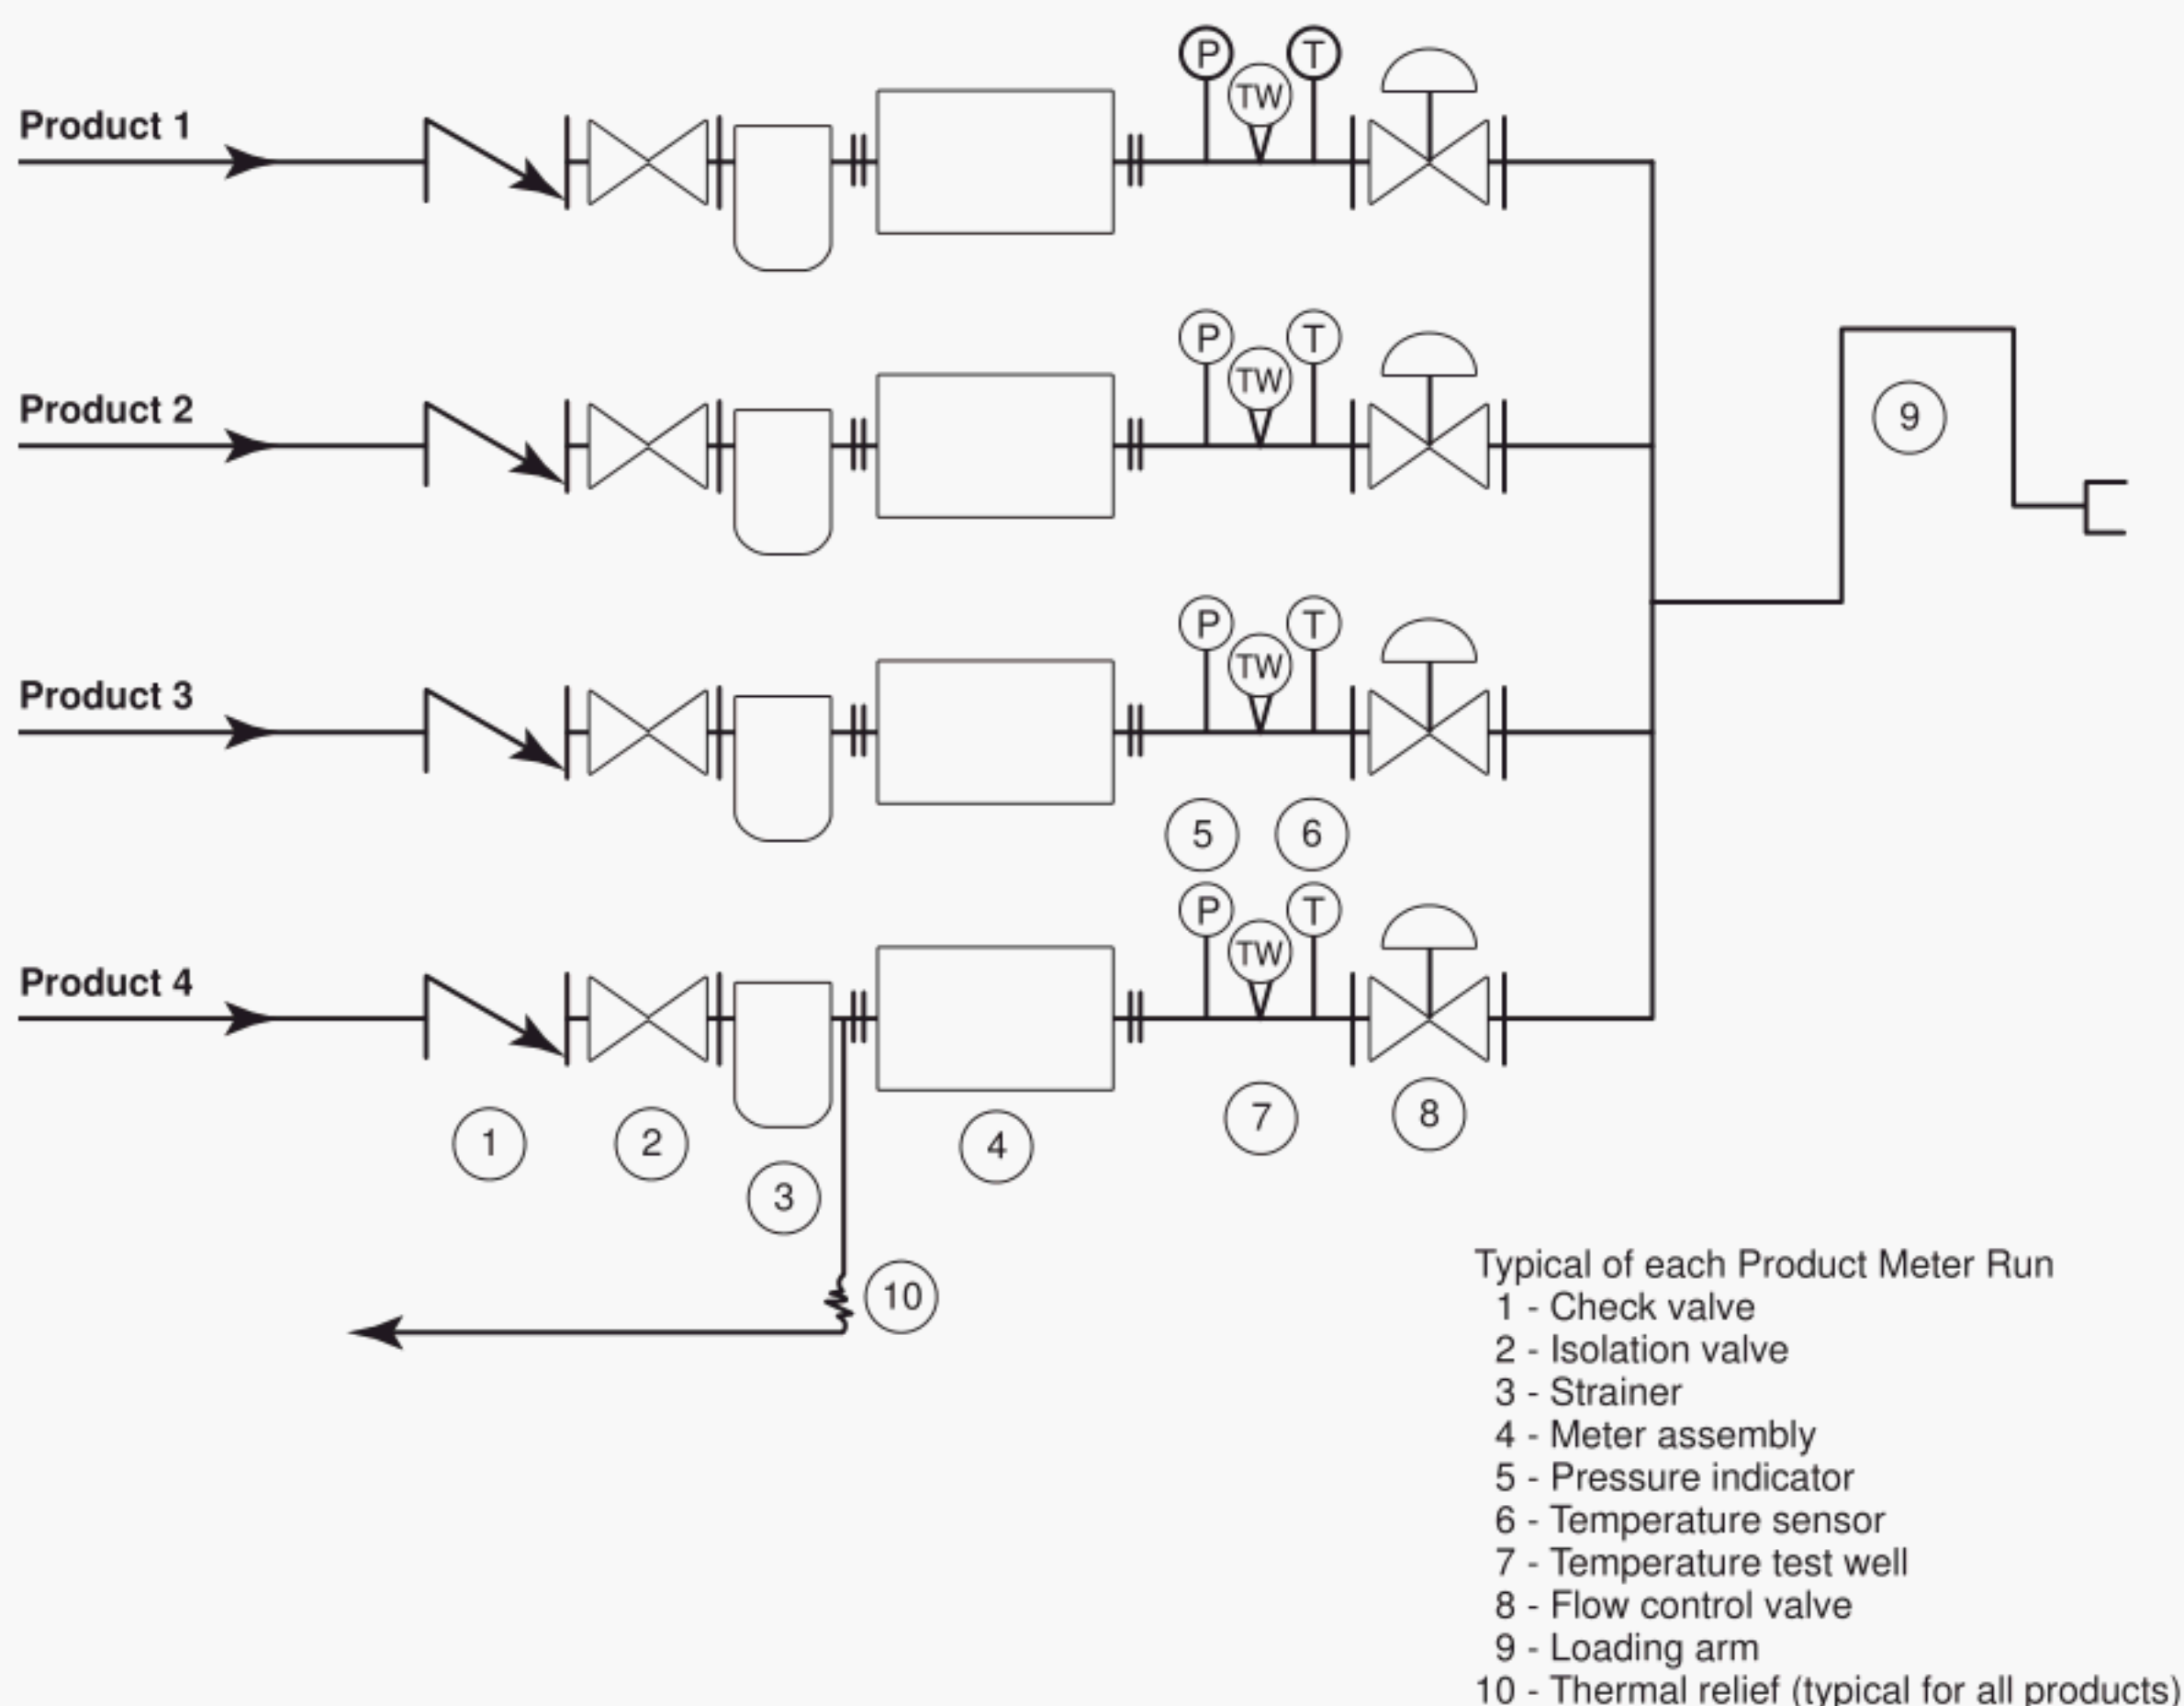 P T
TW
Product 1
P T
TW
Product 2
9
P T
TW
Product 3
5 6
P T
TW
Product 4
1 2 3 4 7 8
10
Typical of each Product Meter Run
1 - Check valve
2 - Isolation valve
3 - Strainer
4 - Meter assembly
5 - Pressure indicator
6 - Temperature sensor
7 - Temperature test well
8 - Flow control valve
9 - Loading arm
10 - Thermal relief (typical for all products)